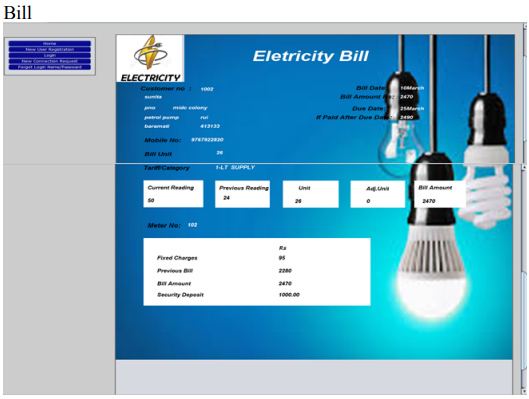 Bill
Home
New User Registration
Login
New Connection Request
Forgot Login Name/Password
ELECTRICITY
Eletricity Bill
Customer no : 1002
Bill Date: 10March
sunita
Bill Amount Rs: 2470
pno midc colony
Due Date: 25March
petrol pump rui
If Paid After Due Date: 2490
baramati 413133
Mobile No: 9767922920
Bill Unit 26
Tariff/Category 1-LT SUPPLY
Current Reading Previous Reading Unit Adj.Unit Bill Amount
50 24 26 0 2470
Meter No: 102
Rs
Fixed Charges 95
Previous Bill 2280
Bill Amount 2470
Security Deposit 1000.00